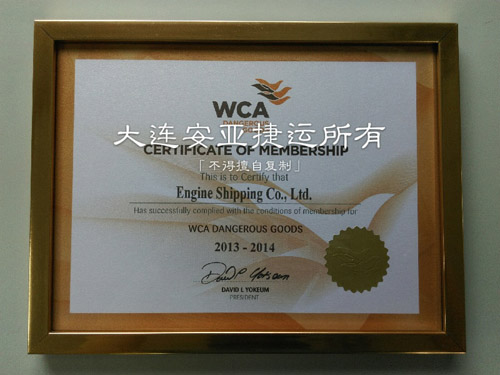 WCA
DANGEROUS
GOODS
大连安亚捷运所有
CERTIFICATE OF MEMBERSHIP
「不得擅自复制」
This is to Certify that
Engine Shipping Co., Ltd.
Has successfully complied with the conditions of membership for
WCA DANGEROUS GOODS
2013 - 2014
DAVID L YOKEUM
PRESIDENT